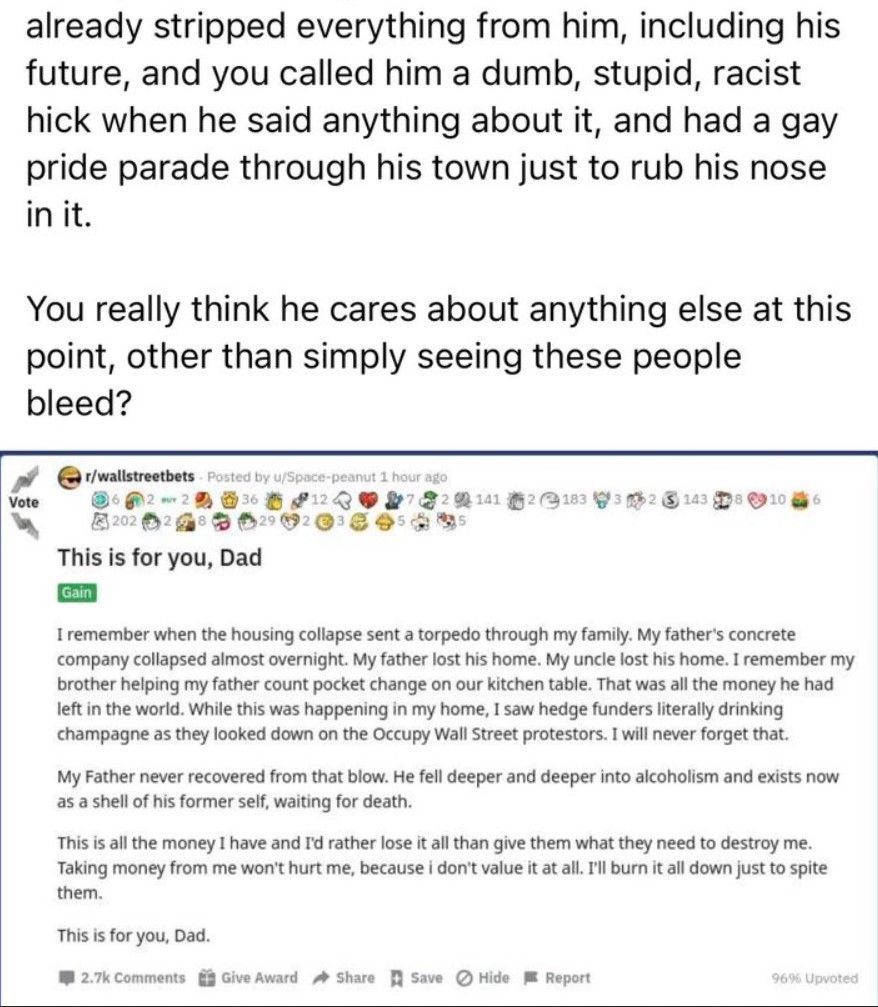 already stripped everything from him, including his
future, and you called him a dumb, stupid, racist
hick when he said anything about it, and had a gay
pride parade through his town just to rub his nose
in it.
You really think he cares about anything else at this
point, other than simply seeing these people
bleed?
r/wallstreetbets · Posted by u/Space-peanut 1 hour ago
Vote
6 2 BUY 2 36 12 7 2 141 2 183 3 2 143 8 10 6
202 2 8 29 2 3 5 5
This is for you, Dad
Gain
I remember when the housing collapse sent a torpedo through my family. My father's concrete
company collapsed almost overnight. My father lost his home. My uncle lost his home. I remember my
brother helping my father count pocket change on our kitchen table. That was all the money he had
left in the world. While this was happening in my home, I saw hedge funders literally drinking
champagne as they looked down on the Occupy Wall Street protestors. I will never forget that.
My Father never recovered from that blow. He fell deeper and deeper into alcoholism and exists now
as a shell of his former self, waiting for death.
This is all the money I have and I'd rather lose it all than give them what they need to destroy me.
Taking money from me won't hurt me, because i don't value it at all. I'll burn it all down just to spite
them.
This is for you, Dad.
2.7k Comments Give Award Share Save Hide Report 96% Upvoted